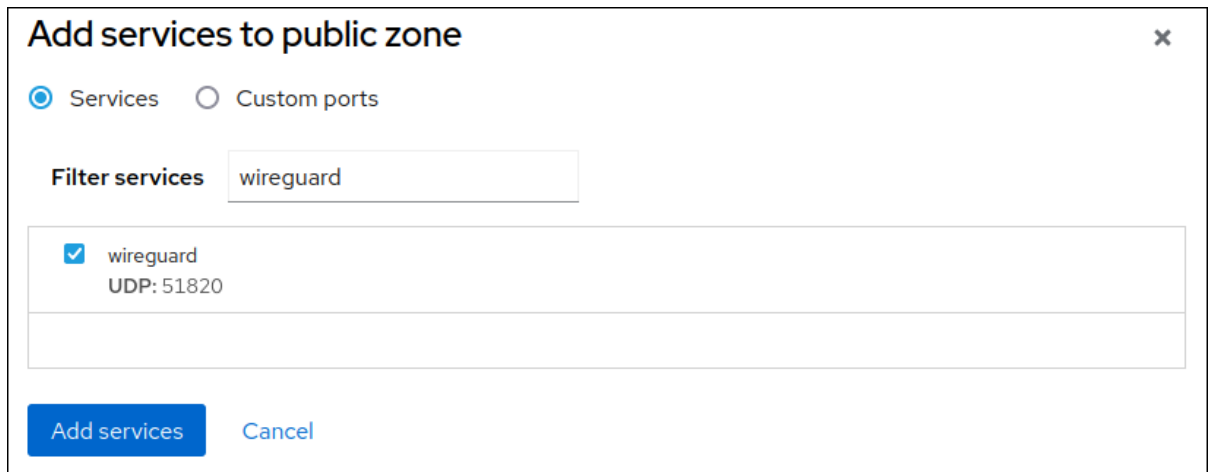 Add services to public zone
Services Custom ports
Filter services wireguard
wireguard
UDP: 51820
Add services Cancel